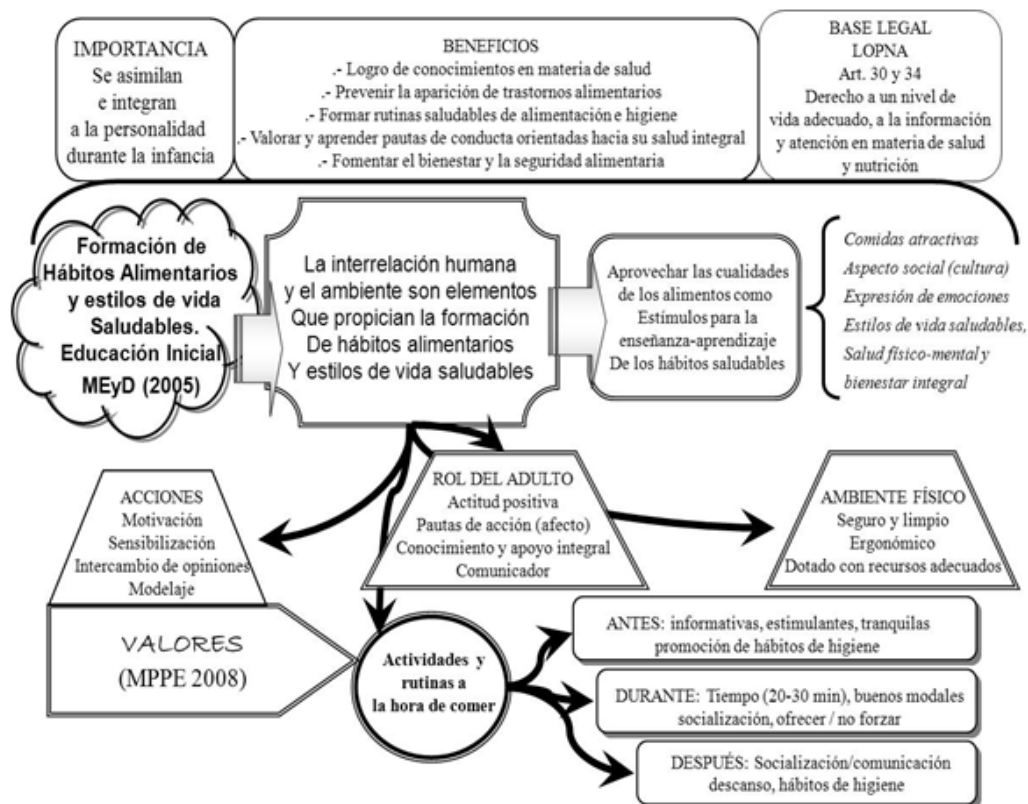 IMPORTANCIA
Se asimilan
e integran
a la personalidad
durante la infancia
BENEFICIOS
.- Logro de conocimientos en materia de salud
.- Prevenir la aparición de trastornos alimentarios
.- Formar rutinas saludables de alimentación e higiene
.- Valorar y aprender pautas de conducta orientadas hacia su salud integral
.- Fomentar el bienestar y la seguridad alimentaria
BASE LEGAL
LOPNA
Art. 30 y 34
Derecho a un nivel de
vida adecuado, a la información
y atención en materia de salud
y nutrición
Formación de
Hábitos Alimentarios
y estilos de vida
Saludables.
Educación Inicial
MEyD (2005)
La interrelación humana
y el ambiente son elementos
Que propician la formación
De hábitos alimentarios
Y estilos de vida saludables
Aprovechar las cualidades
de los alimentos como
Estímulos para la
enseñanza-aprendizaje
De los hábitos saludables
Comidas atractivas
Aspecto social (cultura)
Expresión de emociones
Estilos de vida saludables,
Salud físico-mental y
bienestar integral
ACCIONES
Motivación
Sensibilización
Intercambio de opiniones
Modelaje
ROL DEL ADULTO
Actitud positiva
Pautas de acción (afecto)
Conocimiento y apoyo integral
Comunicador
AMBIENTE FÍSICO
Seguro y limpio
Ergonómico
Dotado con recursos adecuados
VALORES
(MPPE 2008)
Actividades y
rutinas a
la hora de comer
ANTES: informativas, estimulantes, tranquilas
promoción de hábitos de higiene
DURANTE: Tiempo (20-30 min), buenos modales
socialización, ofrecer / no forzar
DESPUÉS: Socialización/comunicación
descanso, hábitos de higiene